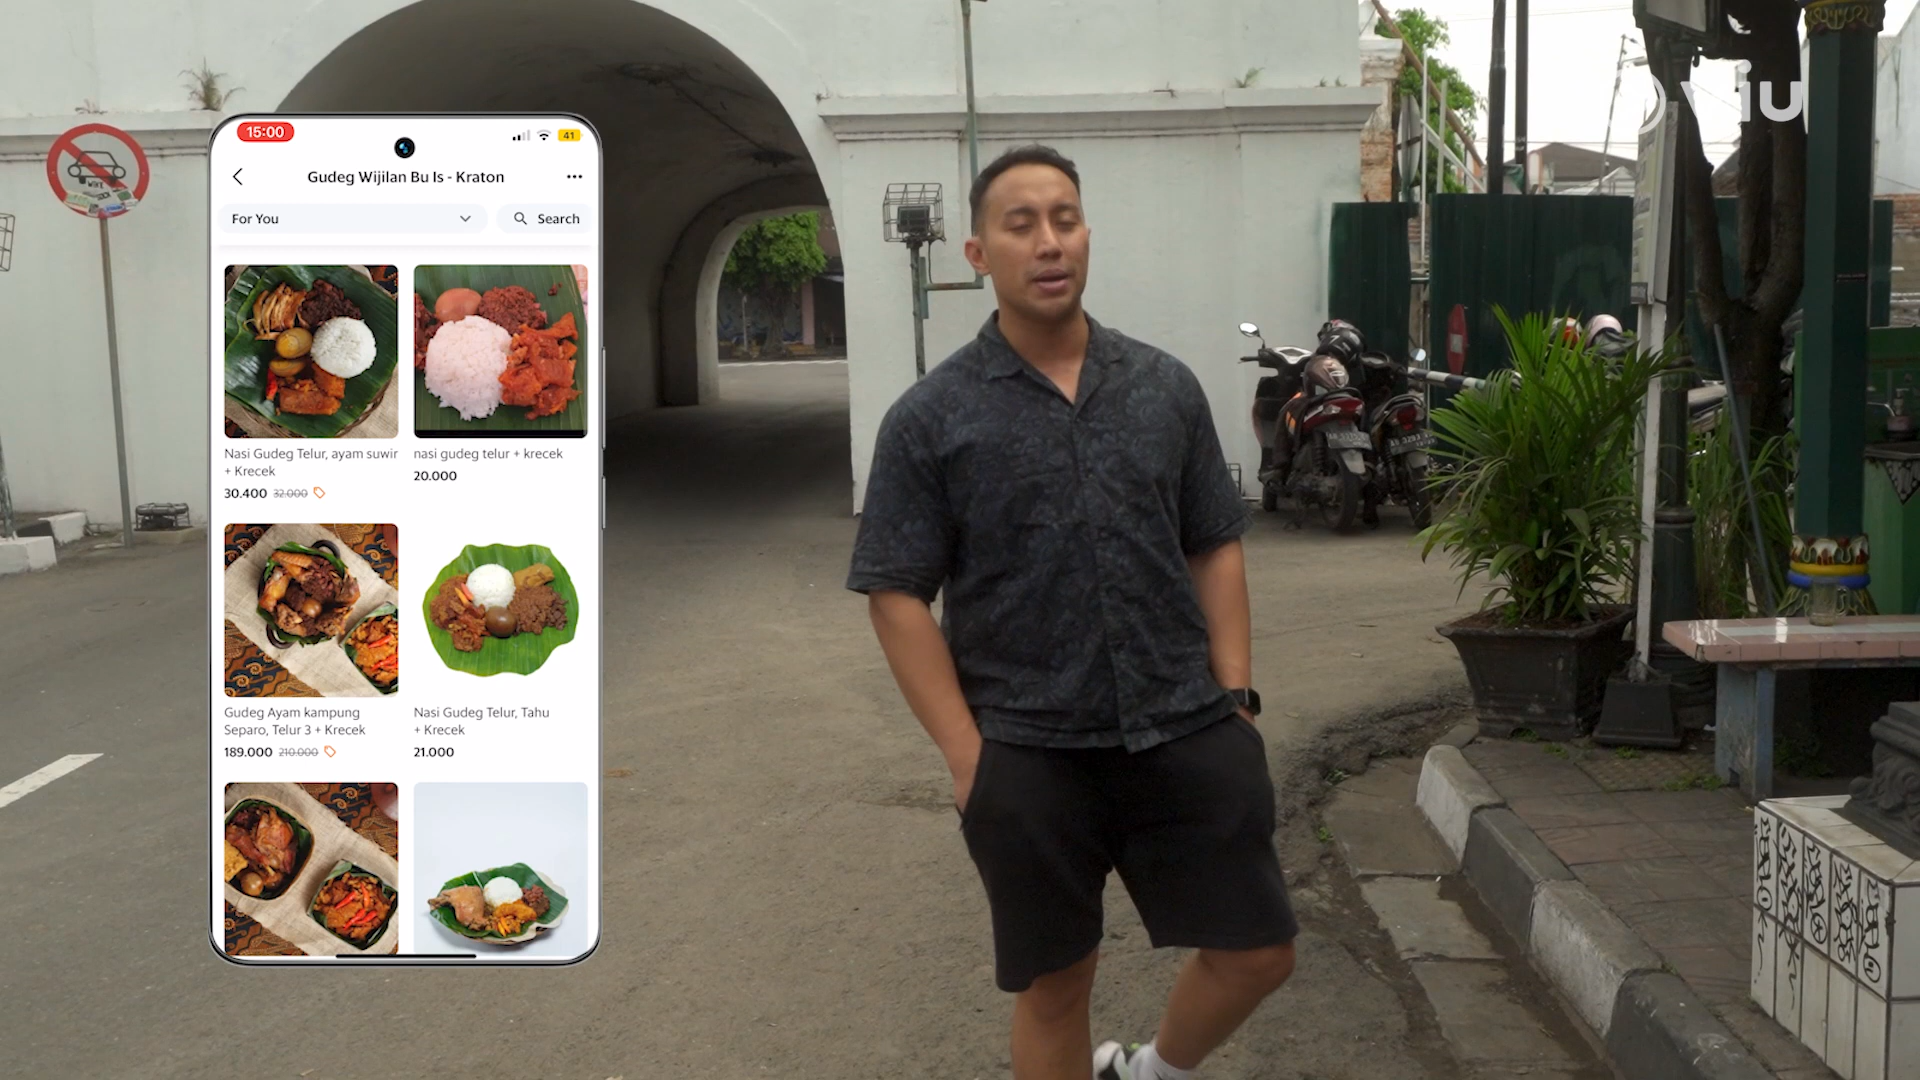 viu
15:00
41
Gudeg Wijilan Bu Is - Kraton
For You
Search
Nasi Gudeg Telur, ayam suwir
+ Krecek
30.400 32.000
nasi gudeg telur + krecek
20.000
Gudeg Ayam kampung
Separo, Telur 3 + Krecek
189.000 210.000
Nasi Gudeg Telur, Tahu
+ Krecek
21.000